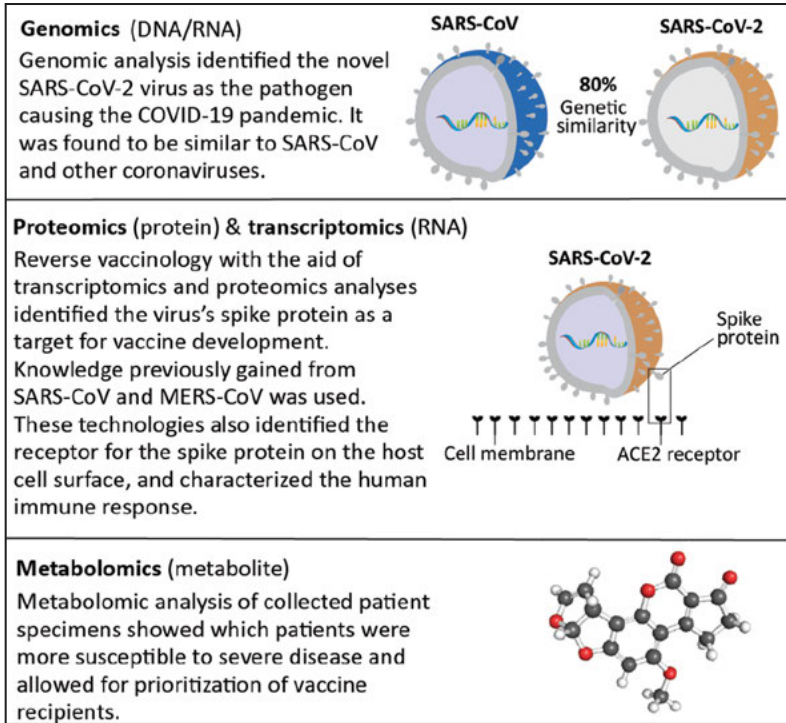 Genomics (DNA/RNA)
Genomic analysis identified the novel
SARS-CoV-2 virus as the pathogen
causing the COVID-19 pandemic. It
was found to be similar to SARS-CoV
and other coronaviruses.
SARS-CoV
SARS-CoV-2
80%
Genetic
similarity
Proteomics (protein) & transcriptomics (RNA)
Reverse vaccinology with the aid of
transcriptomics and proteomics analyses
identified the virus's spike protein as a
target for vaccine development.
Knowledge previously gained from
SARS-CoV and MERS-CoV was used.
These technologies also identified the
receptor for the spike protein on the host
cell surface, and characterized the human
immune response.
SARS-CoV-2
Spike
protein
Cell membrane
ACE2 receptor
Metabolomics (metabolite)
Metabolomic analysis of collected patient
specimens showed which patients were
more susceptible to severe disease and
allowed for prioritization of vaccine
recipients.